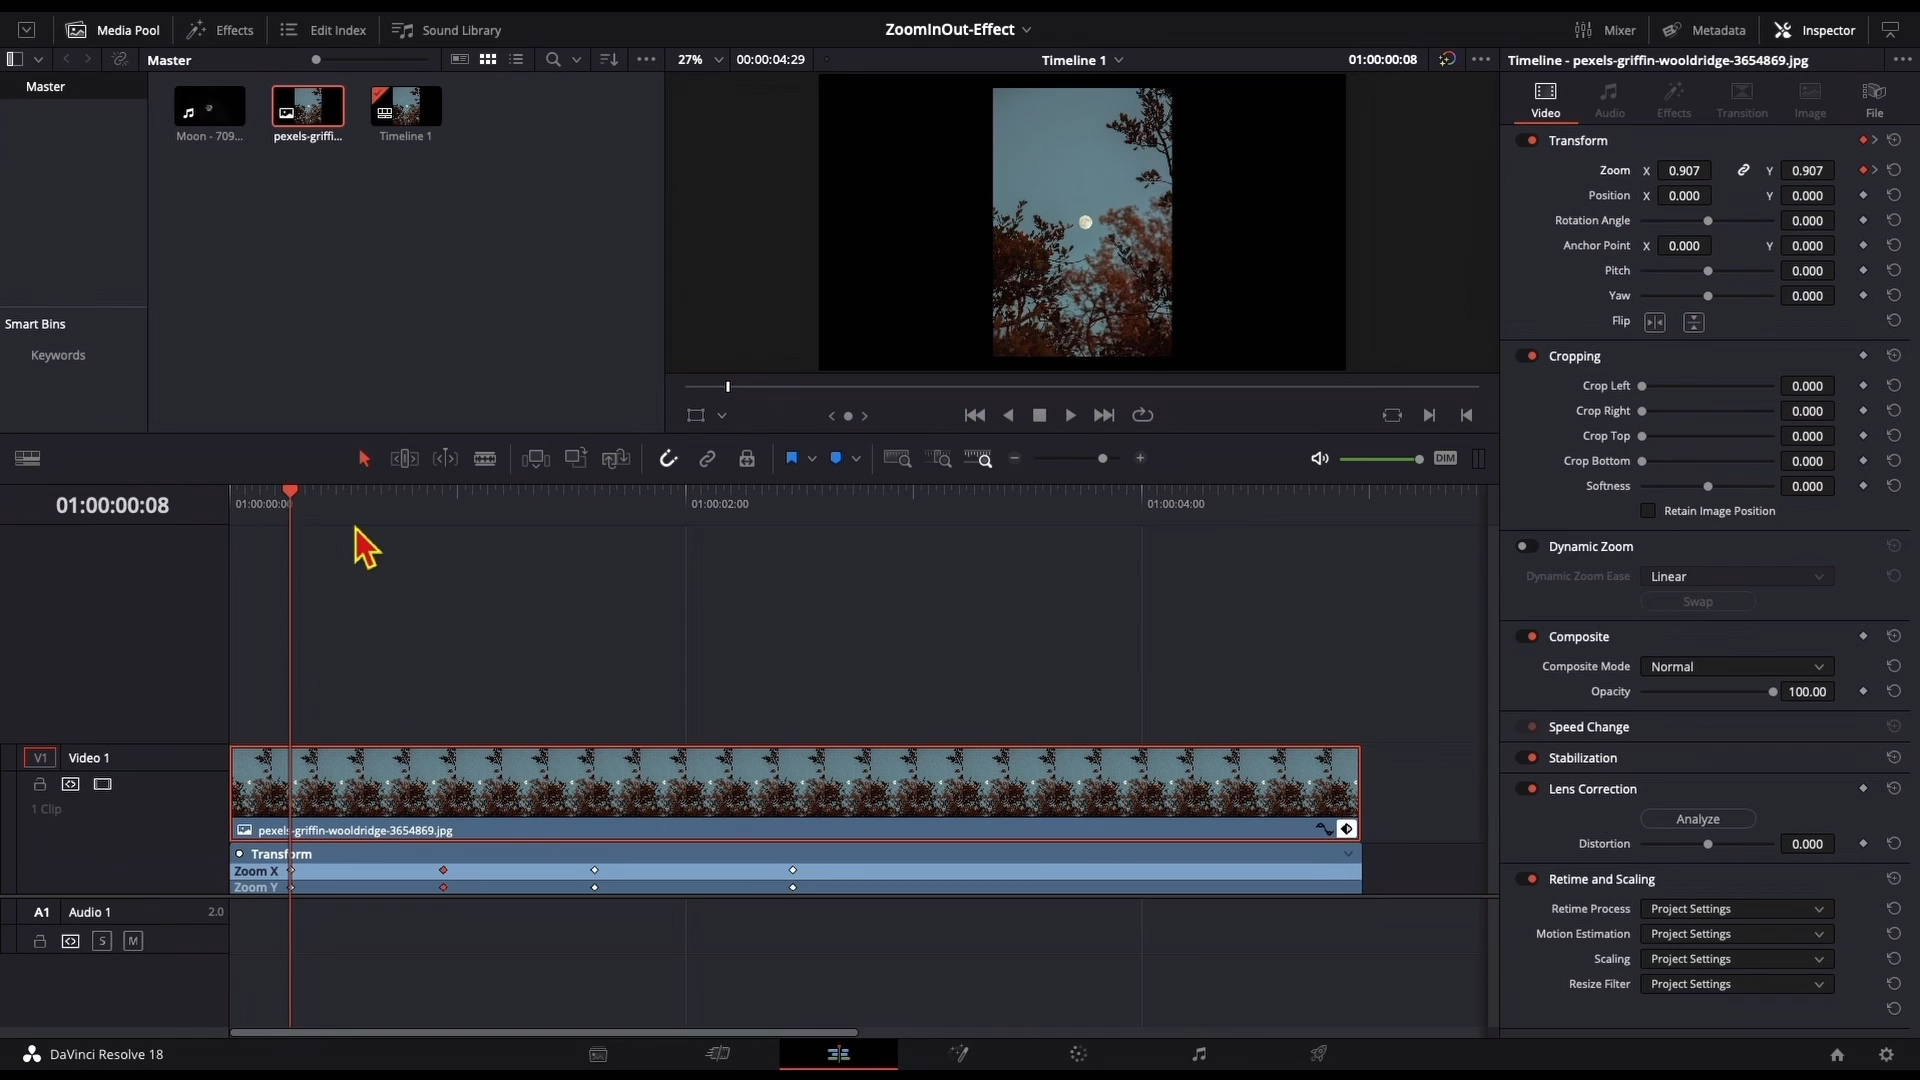 Media Pool Effects Edit Index Sound Library ZoomInOut-Effect Mixer Metadata Inspector
Master 27% 00:00:04:29 Timeline 1 01:00:00:08 Timeline - pexels-griffin-wooldridge-3654869.jpg
Master
Moon - 709... pexels-griffi... Timeline 1
Smart Bins
Keywords
Video Audio Effects Transition Image File
Transform
Zoom X 0.907 Y 0.907
Position X 0.000 Y 0.000
Rotation Angle 0.000
Anchor Point X 0.000 Y 0.000
Pitch 0.000
Yaw 0.000
Flip
Cropping
Crop Left 0.000
Crop Right 0.000
Crop Top 0.000
Crop Bottom 0.000
Softness 0.000
Retain Image Position
Dynamic Zoom
Dynamic Zoom Ease Linear
Swap
Composite
Composite Mode Normal
Opacity 100.00
Speed Change
Stabilization
Lens Correction
Analyze
Distortion 0.000
Retime and Scaling
Retime Process Project Settings
Motion Estimation Project Settings
Scaling Project Settings
Resize Filter Project Settings
DIM
01:00:00:08 01:00:00:00 01:00:02:00 01:00:04:00
V1 Video 1
1 Clip
pexels-griffin-wooldridge-3654869.jpg
Transform
Zoom X
Zoom Y
A1 Audio 1 2.0
S M
DaVinci Resolve 18